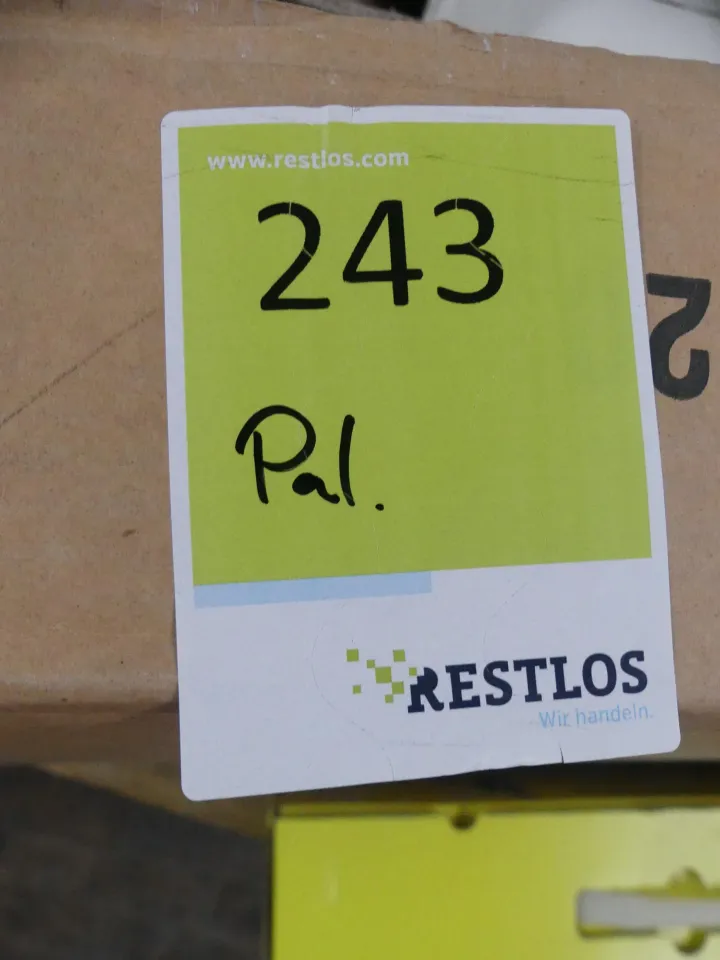 www.restlos.com
243
2
Pal.
RESTLOS
Wir handeln.